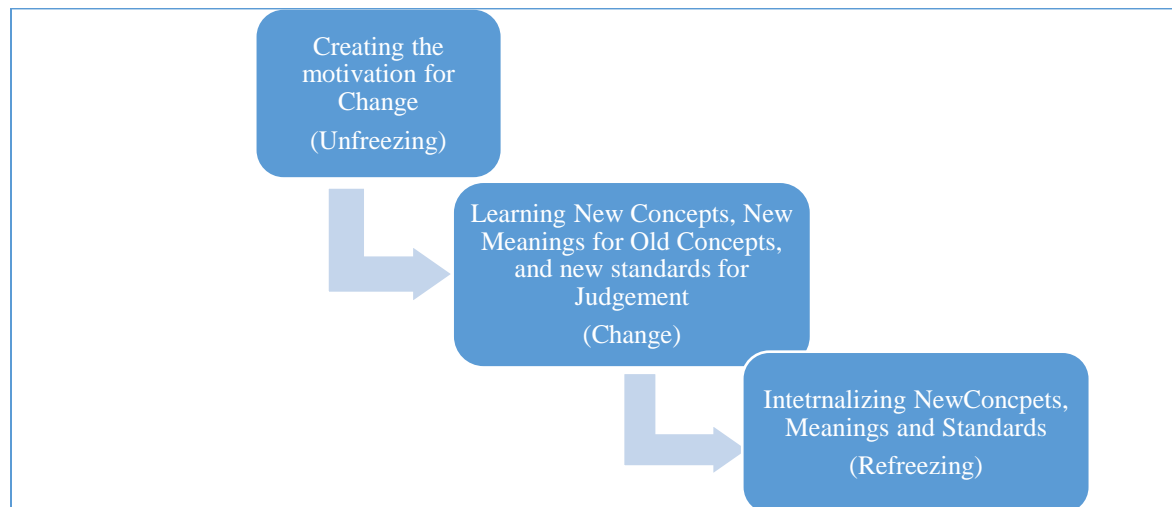 Creating the
motivation for
Change
(Unfreezing)
Learning New Concepts, New
Meanings for Old Concepts,
and new standards for
Judgement
(Change)
Intetrnalizing NewConcpets,
Meanings and Standards
(Refreezing)